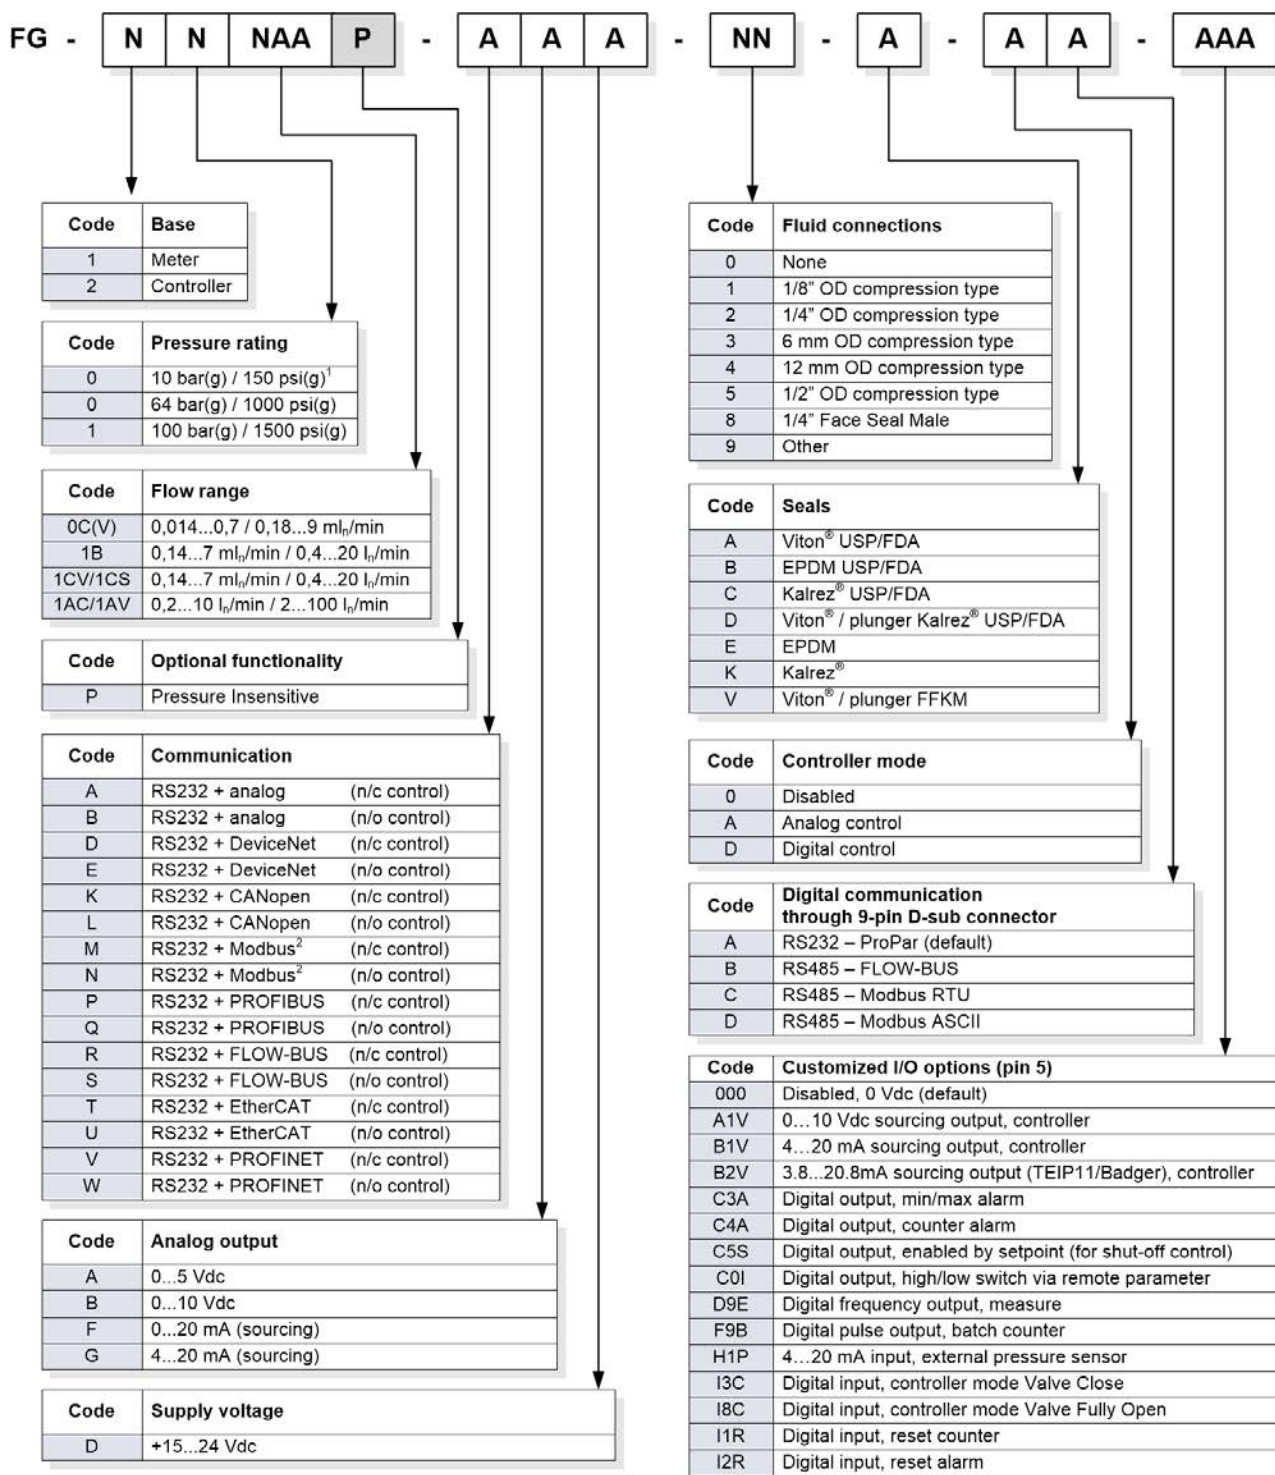 FG - N N NAA P - A A A - NN - A - A A - AAA
Code Base
1 Meter
2 Controller
Code Pressure rating
0 10 bar(g) / 150 psi(g)¹
0 64 bar(g) / 1000 psi(g)
1 100 bar(g) / 1500 psi(g)
Code Flow range
0C(V) 0,014...0,7 / 0,18...9 mlₙ/min
1B 0,14...7 mlₙ/min / 0,4...20 lₙ/min
1CV/1CS 0,14...7 mlₙ/min / 0,4...20 lₙ/min
1AC/1AV 0,2...10 lₙ/min / 2...100 lₙ/min
Code Optional functionality
P Pressure Insensitive
Code Communication
A RS232 + analog (n/c control)
B RS232 + analog (n/o control)
D RS232 + DeviceNet (n/c control)
E RS232 + DeviceNet (n/o control)
K RS232 + CANopen (n/c control)
L RS232 + CANopen (n/o control)
M RS232 + Modbus² (n/c control)
N RS232 + Modbus² (n/o control)
P RS232 + PROFIBUS (n/c control)
Q RS232 + PROFIBUS (n/o control)
R RS232 + FLOW-BUS (n/c control)
S RS232 + FLOW-BUS (n/o control)
T RS232 + EtherCAT (n/c control)
U RS232 + EtherCAT (n/o control)
V RS232 + PROFINET (n/c control)
W RS232 + PROFINET (n/o control)
Code Analog output
A 0...5 Vdc
B 0...10 Vdc
F 0...20 mA (sourcing)
G 4...20 mA (sourcing)
Code Supply voltage
D +15...24 Vdc
Code Fluid connections
0 None
1 1/8” OD compression type
2 1/4” OD compression type
3 6 mm OD compression type
4 12 mm OD compression type
5 1/2” OD compression type
8 1/4” Face Seal Male
9 Other
Code Seals
A Viton® USP/FDA
B EPDM USP/FDA
C Kalrez® USP/FDA
D Viton® / plunger Kalrez® USP/FDA
E EPDM
K Kalrez®
V Viton® / plunger FFKM
Code Controller mode
0 Disabled
A Analog control
D Digital control
Code Digital communication
through 9-pin D-sub connector
A RS232 – ProPar (default)
B RS485 – FLOW-BUS
C RS485 – Modbus RTU
D RS485 – Modbus ASCII
Code Customized I/O options (pin 5)
000 Disabled, 0 Vdc (default)
A1V 0...10 Vdc sourcing output, controller
B1V 4...20 mA sourcing output, controller
B2V 3.8...20.8mA sourcing output (TEIP11/Badger), controller
C3A Digital output, min/max alarm
C4A Digital output, counter alarm
C5S Digital output, enabled by setpoint (for shut-off control)
C0I Digital output, high/low switch via remote parameter
D9E Digital frequency output, measure
F9B Digital pulse output, batch counter
H1P 4...20 mA input, external pressure sensor
I3C Digital input, controller mode Valve Close
I8C Digital input, controller mode Valve Fully Open
I1R Digital input, reset counter
I2R Digital input, reset alarm